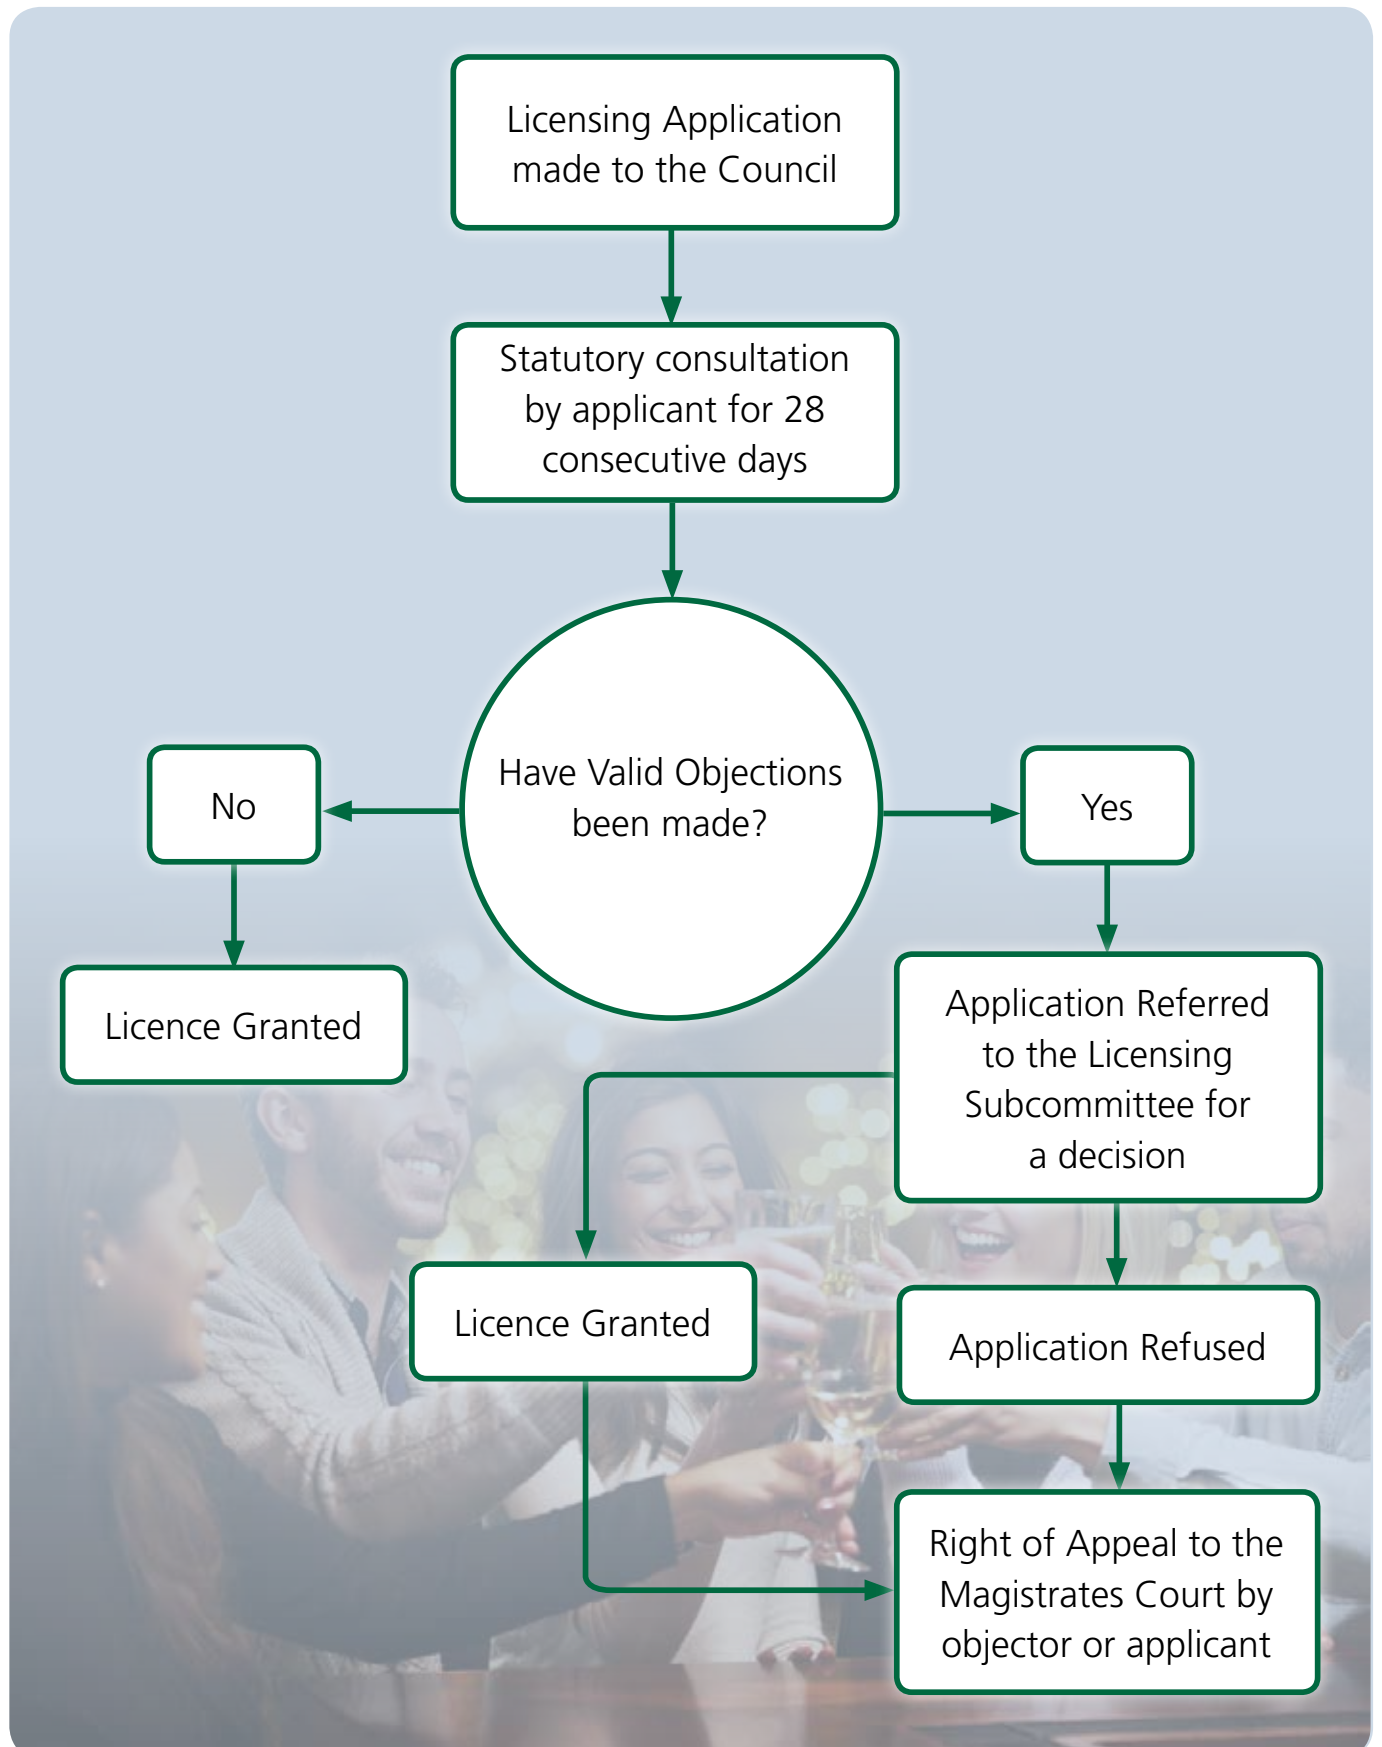 Licensing Application
made to the Council
Statutory consultation
by applicant for 28
consecutive days
Have Valid Objections
been made?
No
Yes
Licence Granted
Application Referred
to the Licensing
Subcommittee for
a decision
Licence Granted
Application Refused
Right of Appeal to the
Magistrates Court by
objector or applicant